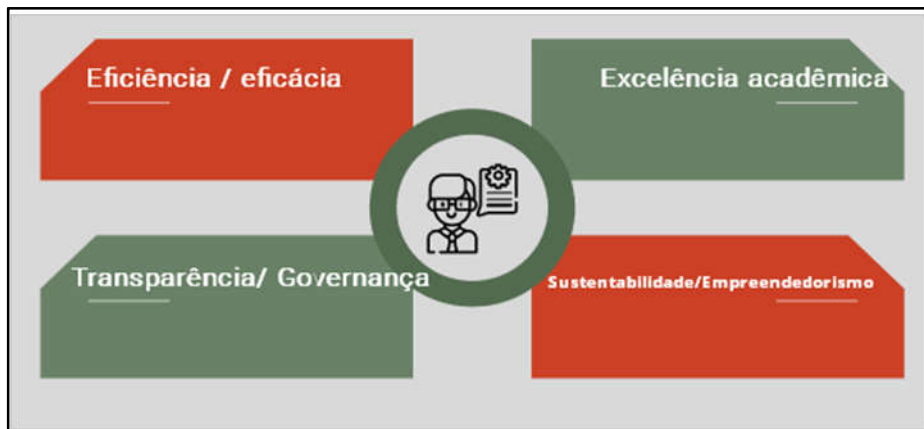 Eficiência / eficácia
Excelência acadêmica
Transparência/ Governança
Sustentabilidade/Empreendedorismo